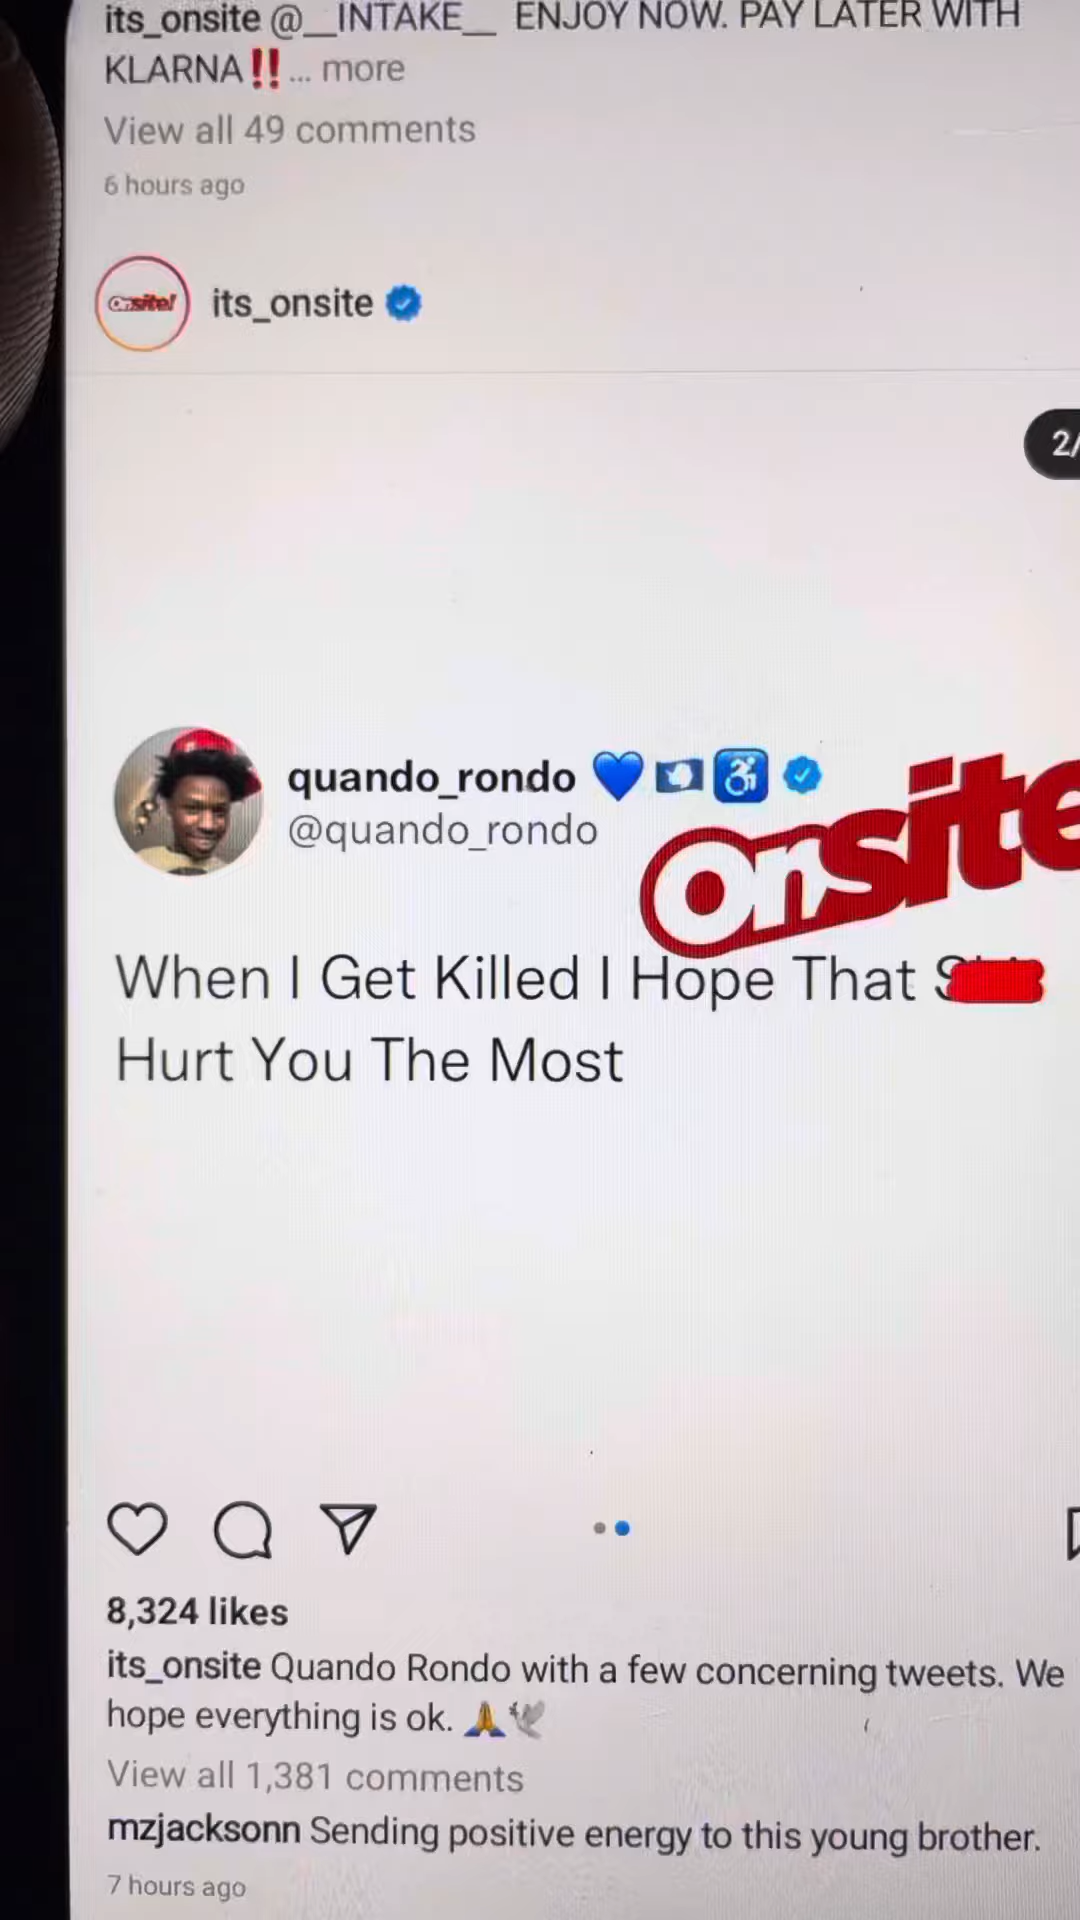 its_onsite @__INTAKE__ ENJOY NOW. PAY LATER WITH
KLARNA‼️... more
View all 49 comments
6 hours ago
Onsite!
its_onsite
2/
quando_rondo 💙🇦🇶♿
@quando_rondo
Onsite
When I Get Killed I Hope That
Hurt You The Most
8,324 likes
its_onsite Quando Rondo with a few concerning tweets. We
hope everything is ok. 🙏🕊️
View all 1,381 comments
mzjacksonn Sending positive energy to this young brother.
7 hours ago